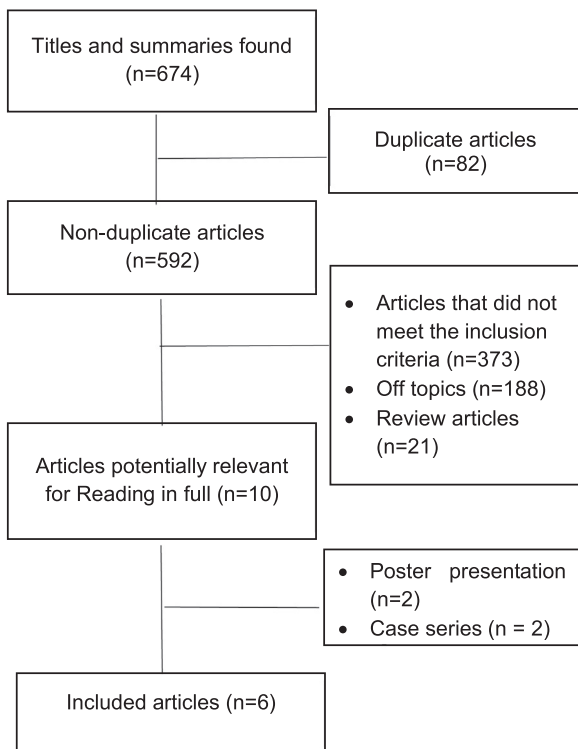 Titles and summaries found
(n=674)
Duplicate articles
(n=82)
Non-duplicate articles
(n=592)
• Articles that did not
meet the inclusion
criteria (n=373)
• Off topics (n=188)
• Review articles
(n=21)
Articles potentially relevant
for Reading in full (n=10)
• Poster presentation
(n=2)
• Case series (n = 2)
Included articles (n=6)